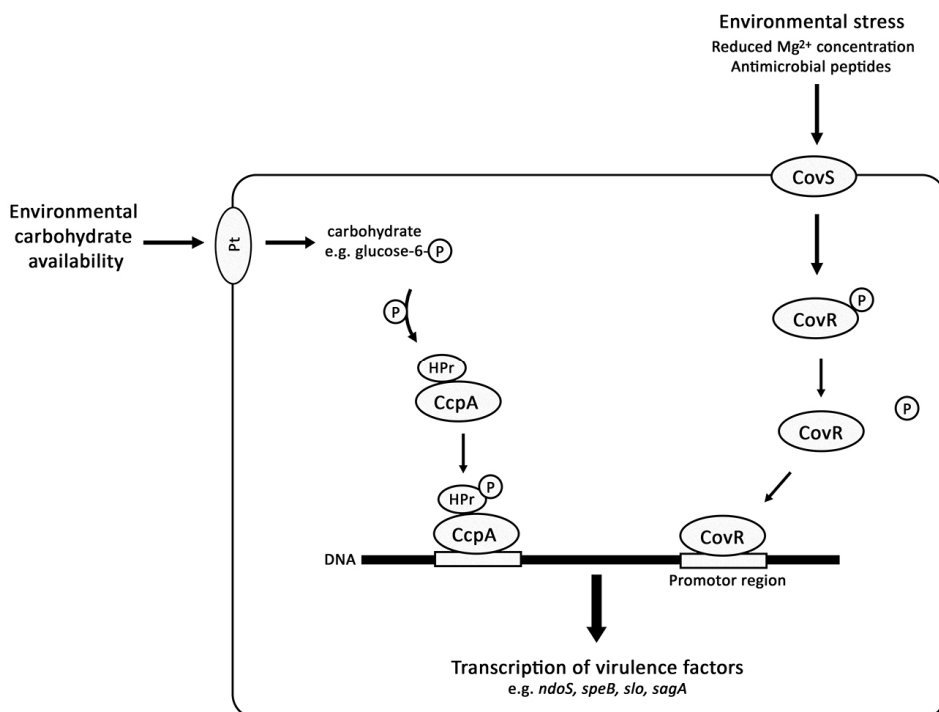 Environmental stress
Reduced Mg²⁺ concentration
Antimicrobial peptides
CovS
Environmental
carbohydrate
availability
Pt
carbohydrate
e.g. glucose-6-P
P
CovR
P
HPr
CcpA
CovR
P
HPr
P
CcpA
CovR
DNA
Promotor region
Transcription of virulence factors
e.g. ndoS, speB, slo, sagA